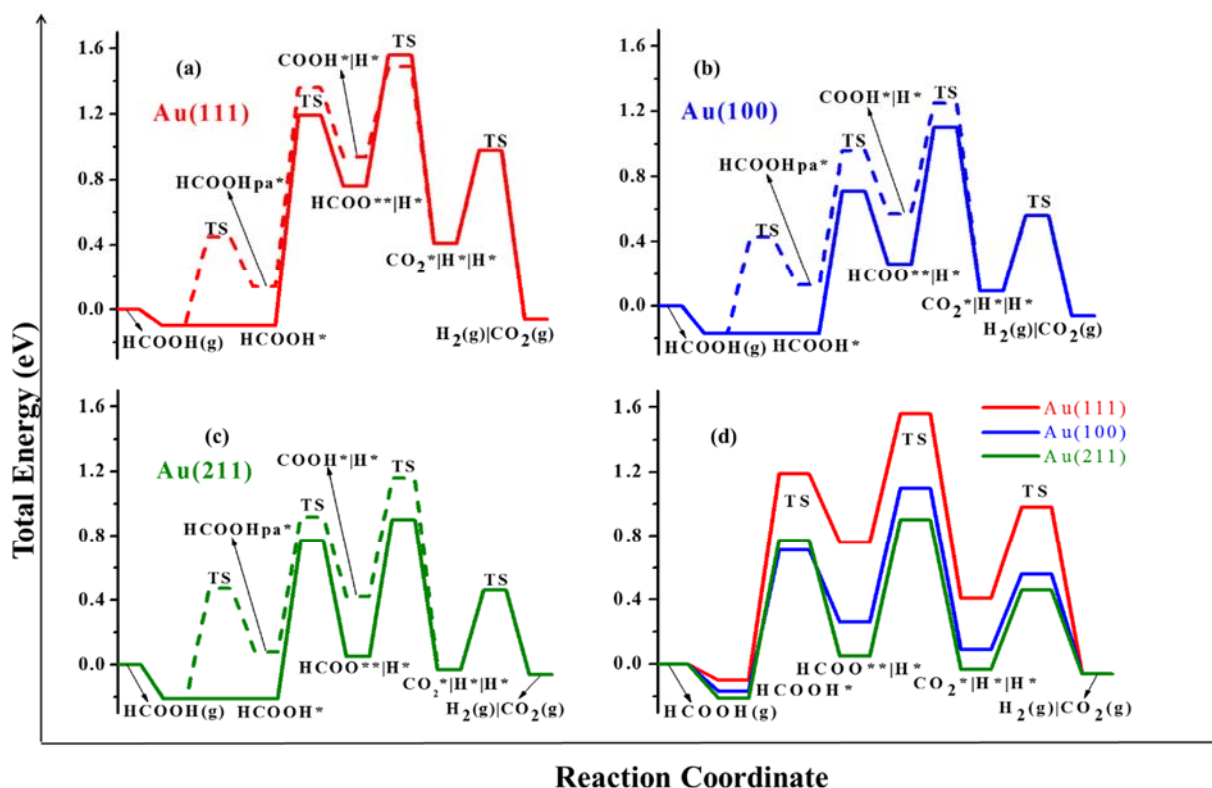 Total Energy (eV)
Reaction Coordinate
(a)
Au(111)
1.6
1.2
0.8
0.4
0.0
TS
COOH*|H*
TS
HCOOHpa*
TS
TS
HCOO**|H*
CO2*|H*|H*
HCOOH(g)
HCOOH*
H2(g)|CO2(g)
(b)
Au(100)
1.6
1.2
0.8
0.4
0.0
TS
COOH*|H*
TS
HCOOHpa*
TS
TS
HCOO**|H*
CO2*|H*|H*
HCOOH(g)
HCOOH*
H2(g)|CO2(g)
(c)
Au(211)
1.6
1.2
0.8
0.4
0.0
TS
COOH*|H*
TS
HCOOHpa*
TS
TS
HCOO**|H*
CO2*|H*|H*
HCOOH(g)
HCOOH*
H2(g)|CO2(g)
(d)
Au(111)
Au(100)
Au(211)
1.6
1.2
0.8
0.4
0.0
TS
TS
TS
HCOO**|H*
HCOOH*
CO2*|H*|H*
HCOOH(g)
H2(g)|CO2(g)